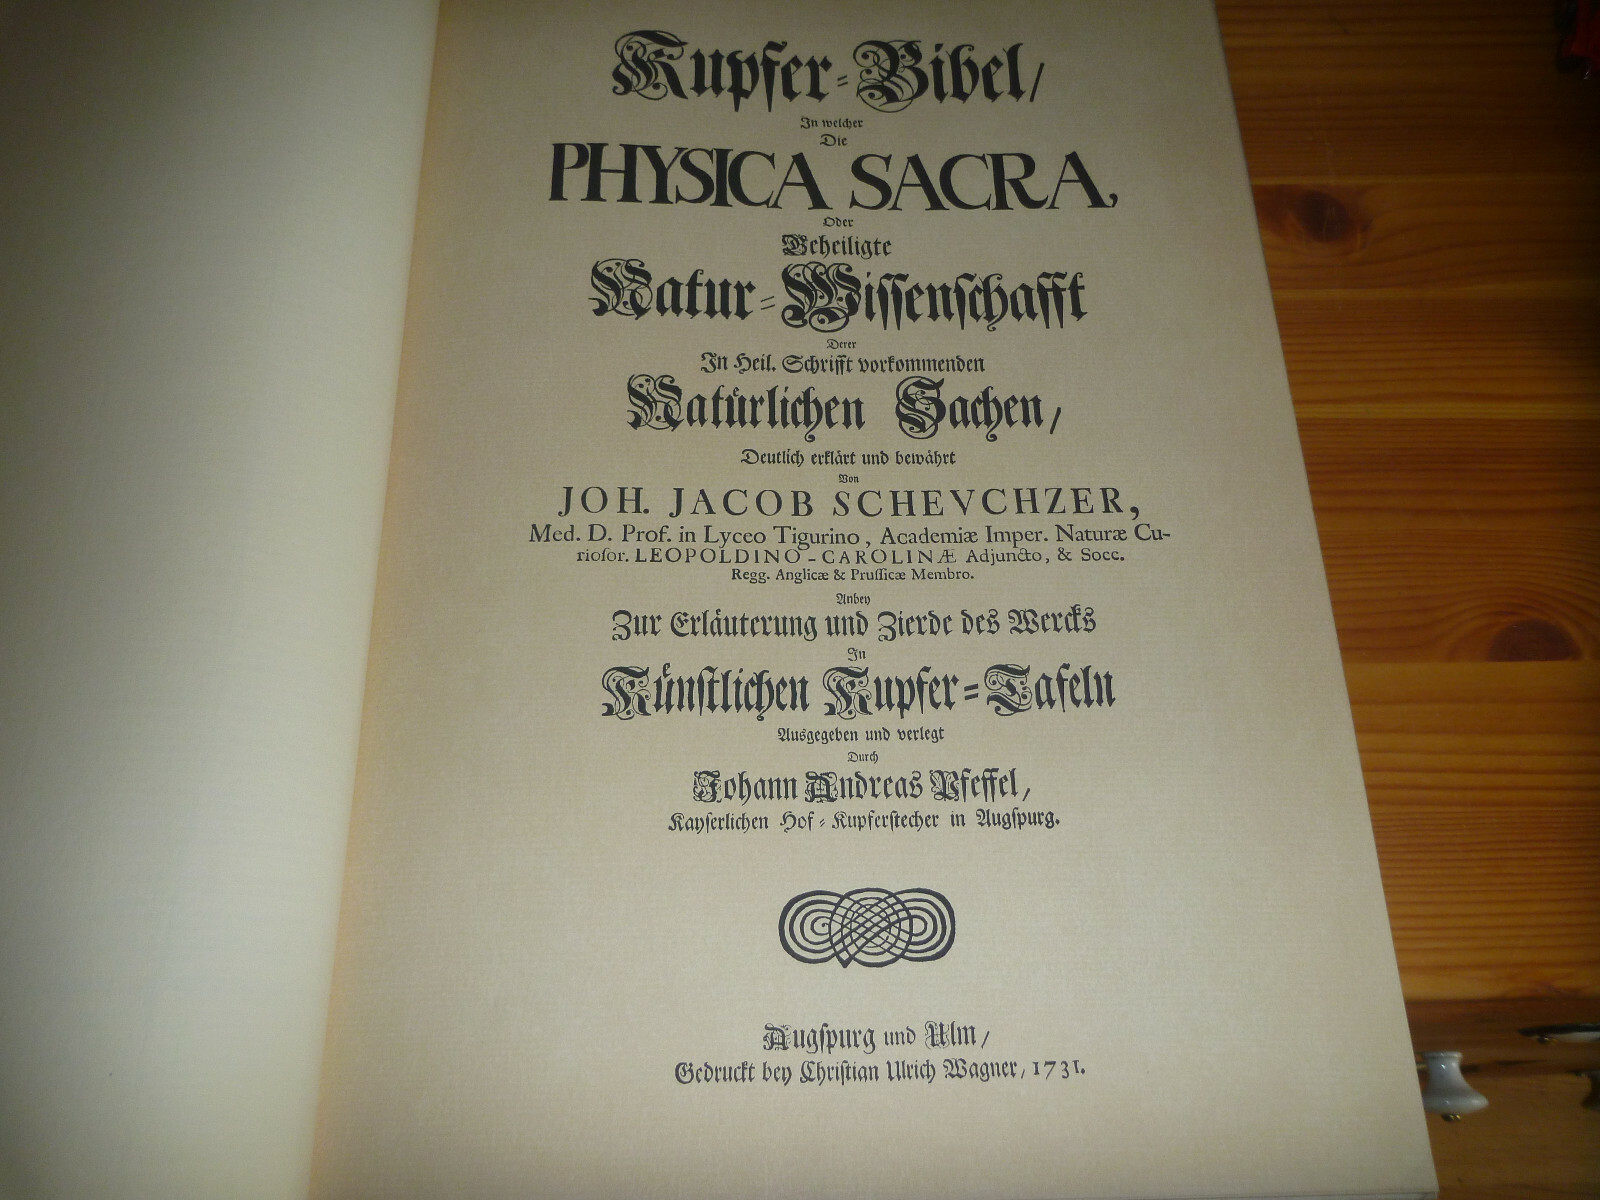 Kupfer=Bibel/
In welcher
Die
PHYSICA SACRA,
Oder
Geheiligte
Natur=Wiſſenſchafft
Derer
In Heil. Schrifft vorkommenden
Natürlichen Sachen/
Deutlich erklärt und bewährt
Von
JOH. JACOB SCHEVCHZER,
Med. D. Prof. in Lyceo Tigurino, Academiæ Imper. Naturæ Cu-
rioſor. LEOPOLDINO-CAROLINÆ Adjuncto, & Socc.
Regg. Anglicæ & Pruſſicæ Membro.
Anbey
Zur Erläuterung und Zierde des Wercks
In
Künſtlichen Kupfer=Tafeln
Ausgegeben und verlegt
Durch
Johann Andreas Pfeffel/
Kayſerlichen Hof=Kupferſtecher in Augſpurg.
Augſpurg und Ulm/
Gedruckt bey Chriſtian Ulrich Wagner/ 1731.